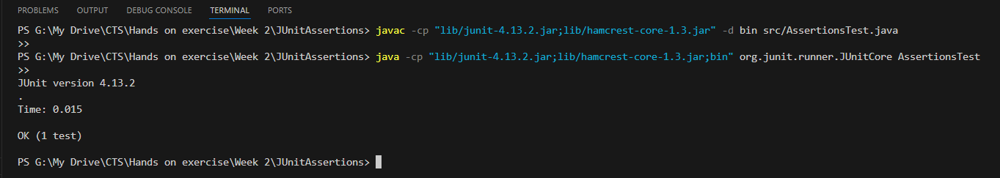 PROBLEMS OUTPUT DEBUG CONSOLE TERMINAL PORTS
PS G:\My Drive\CTS\Hands on exercise\Week 2\JUnitAssertions> javac -cp "lib/junit-4.13.2.jar;lib/hamcrest-core-1.3.jar" -d bin src/AssertionsTest.java
>>
PS G:\My Drive\CTS\Hands on exercise\Week 2\JUnitAssertions> java -cp "lib/junit-4.13.2.jar;lib/hamcrest-core-1.3.jar;bin" org.junit.runner.JUnitCore AssertionsTest
>>
JUnit version 4.13.2
.
Time: 0.015
OK (1 test)
PS G:\My Drive\CTS\Hands on exercise\Week 2\JUnitAssertions>